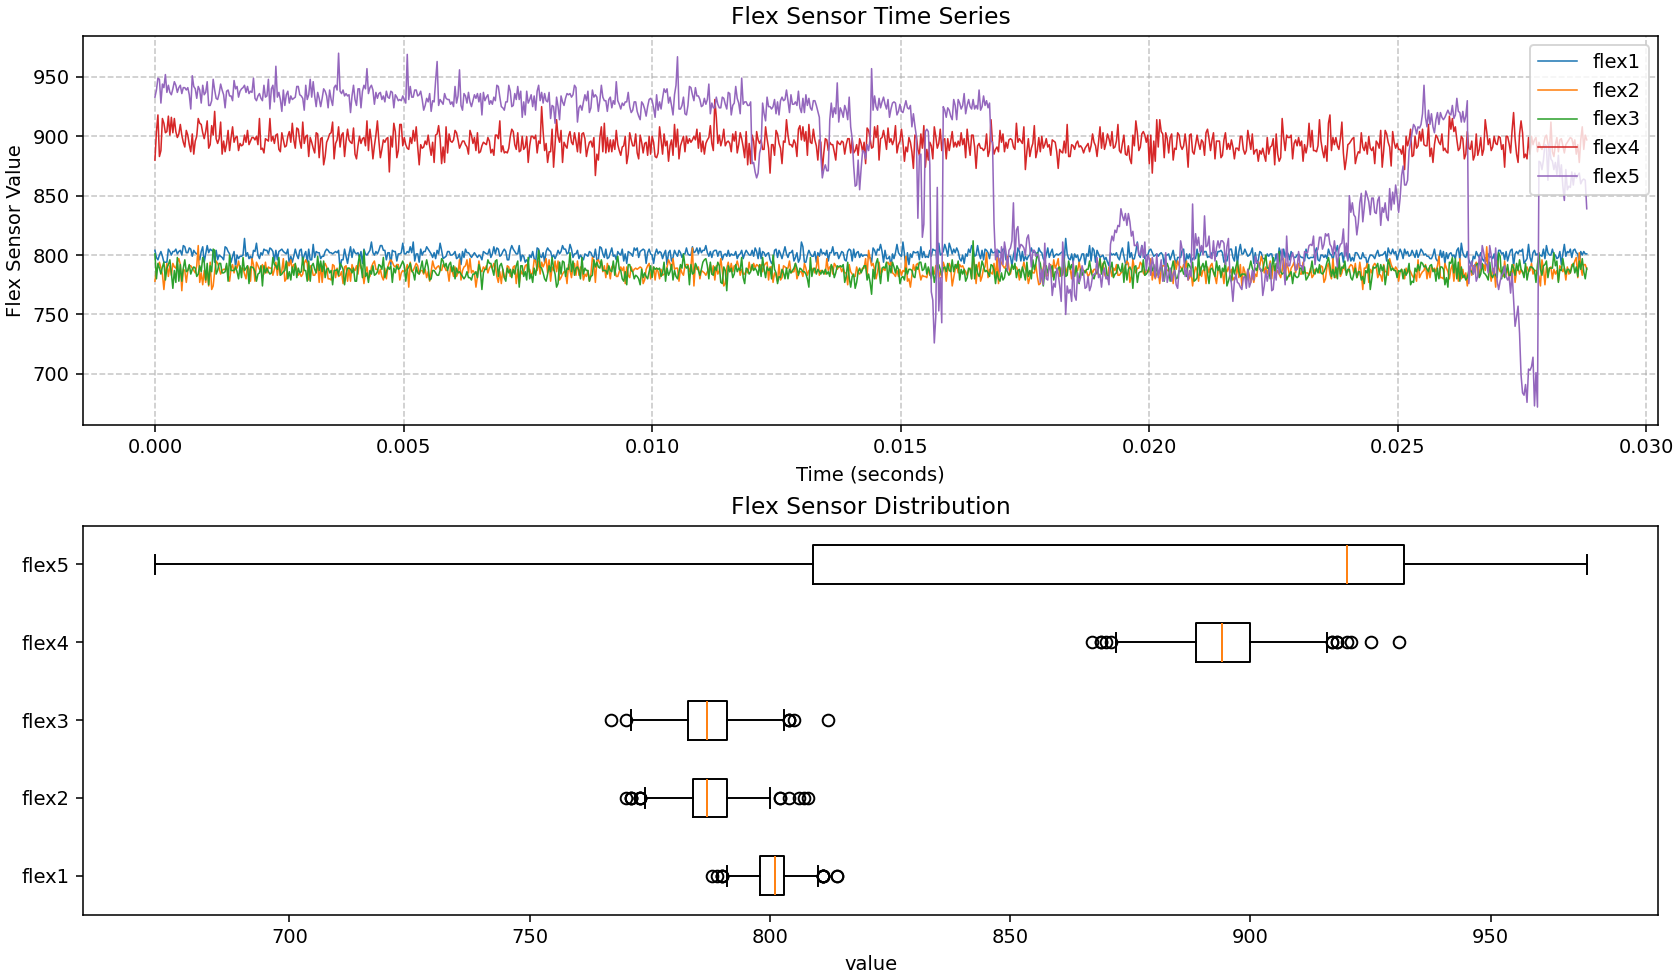 Flex Sensor Time Series
Flex Sensor Value
950
900
850
800
750
700
flex1
flex2
flex3
flex4
flex5
0.000 0.005 0.010 0.015 0.020 0.025 0.030
Time (seconds)
Flex Sensor Distribution
flex5
flex4
flex3
flex2
flex1
700 750 800 850 900 950
value